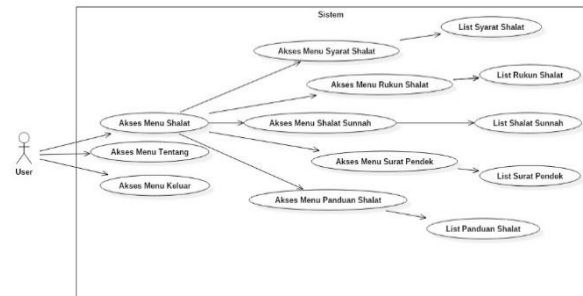 Sistem
List Syarat Shalat
Akses Menu Syarat Shalat
List Rukun Shalat
Akses Menu Rukun Shalat
Akses Menu Shalat
Akses Menu Shalat Sunnah
List Shalat Sunnah
Akses Menu Tentang
User
Akses Menu Surat Pendek
List Surat Pendek
Akses Menu Keluar
Akses Menu Panduan Shalat
List Panduan Shalat